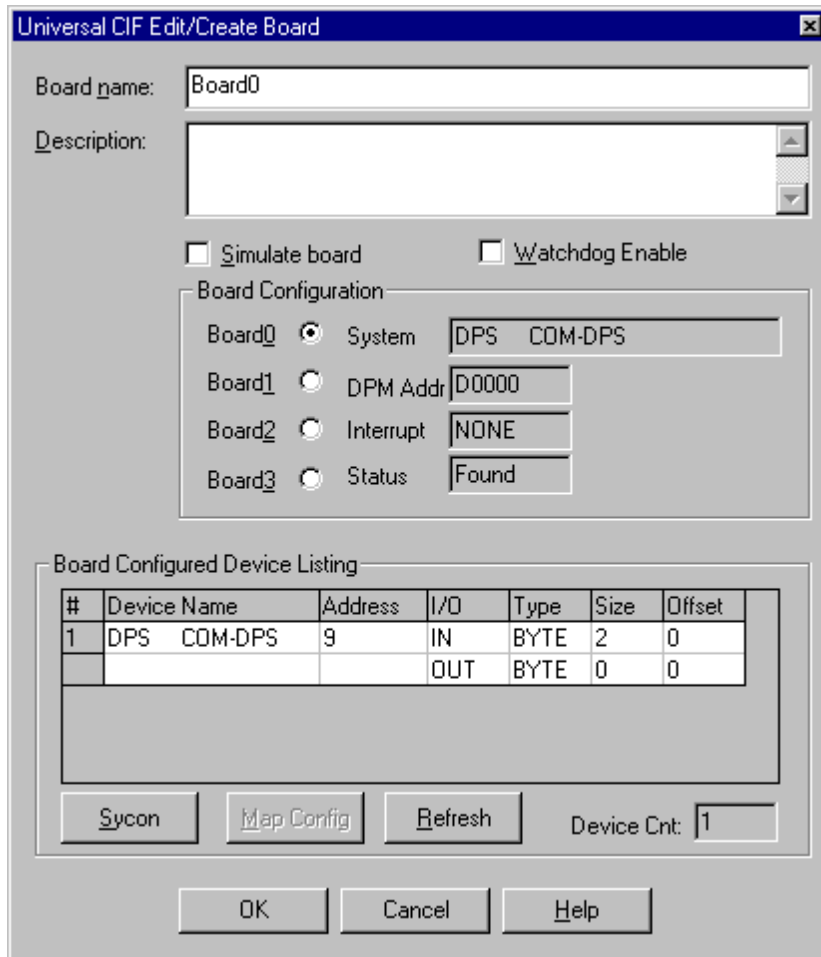 Universal CIF Edit/Create Board
Board name: Board0
Description:
Simulate board Watchdog Enable
Board Configuration
Board0 System DPS COM-DPS
Board1 DPM Addr D0000
Board2 Interrupt NONE
Board3 Status Found
Board Configured Device Listing
# Device Name Address I/O Type Size Offset
1 DPS COM-DPS 9 IN BYTE 2 0
OUT BYTE 0 0
Sycon Map Config Refresh Device Cnt: 1
OK Cancel Help